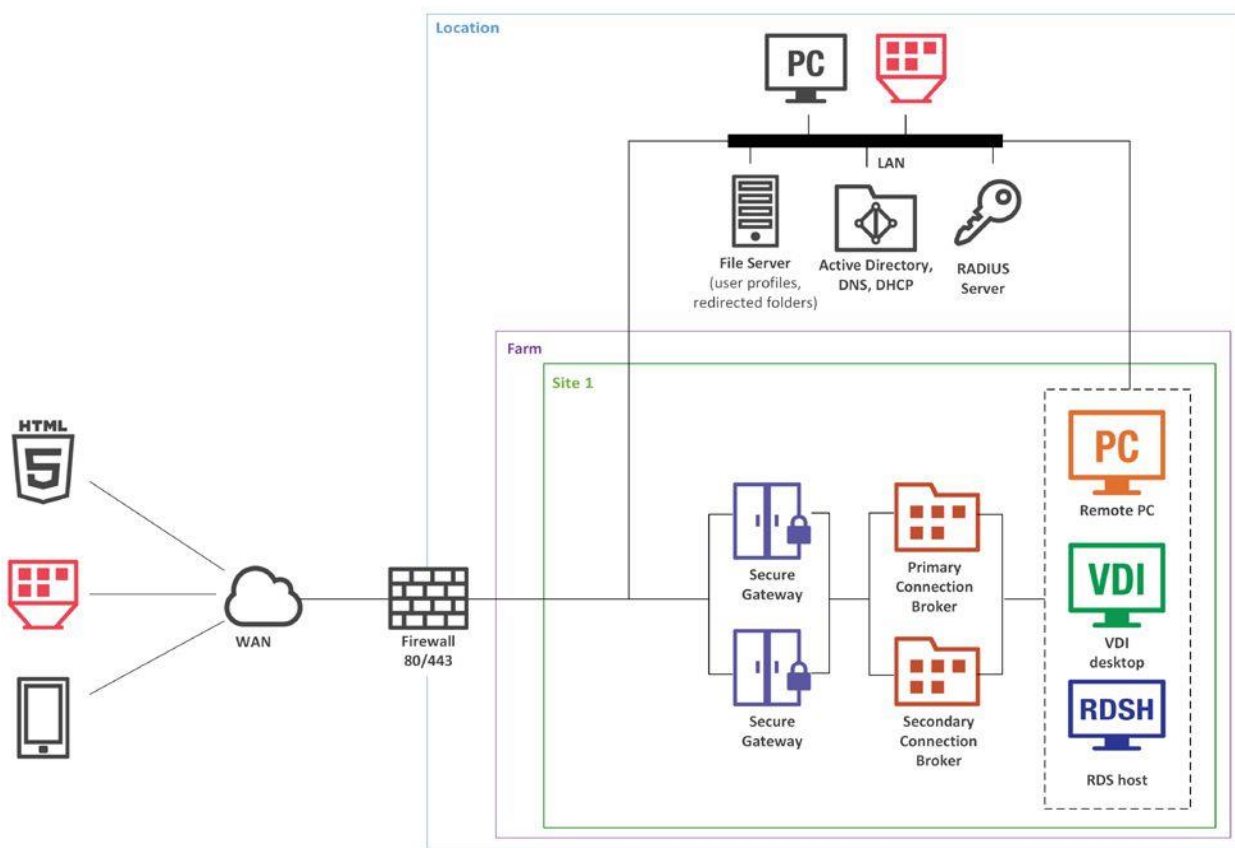 Location
PC
LAN
File Server
(user profiles,
redirected folders)
Active Directory,
DNS, DHCP
RADIUS
Server
Farm
Site 1
HTML
5
WAN
Firewall
80/443
Secure
Gateway
Secure
Gateway
Primary
Connection
Broker
Secondary
Connection
Broker
PC
Remote PC
VDI
VDI
desktop
RDSH
RDS host